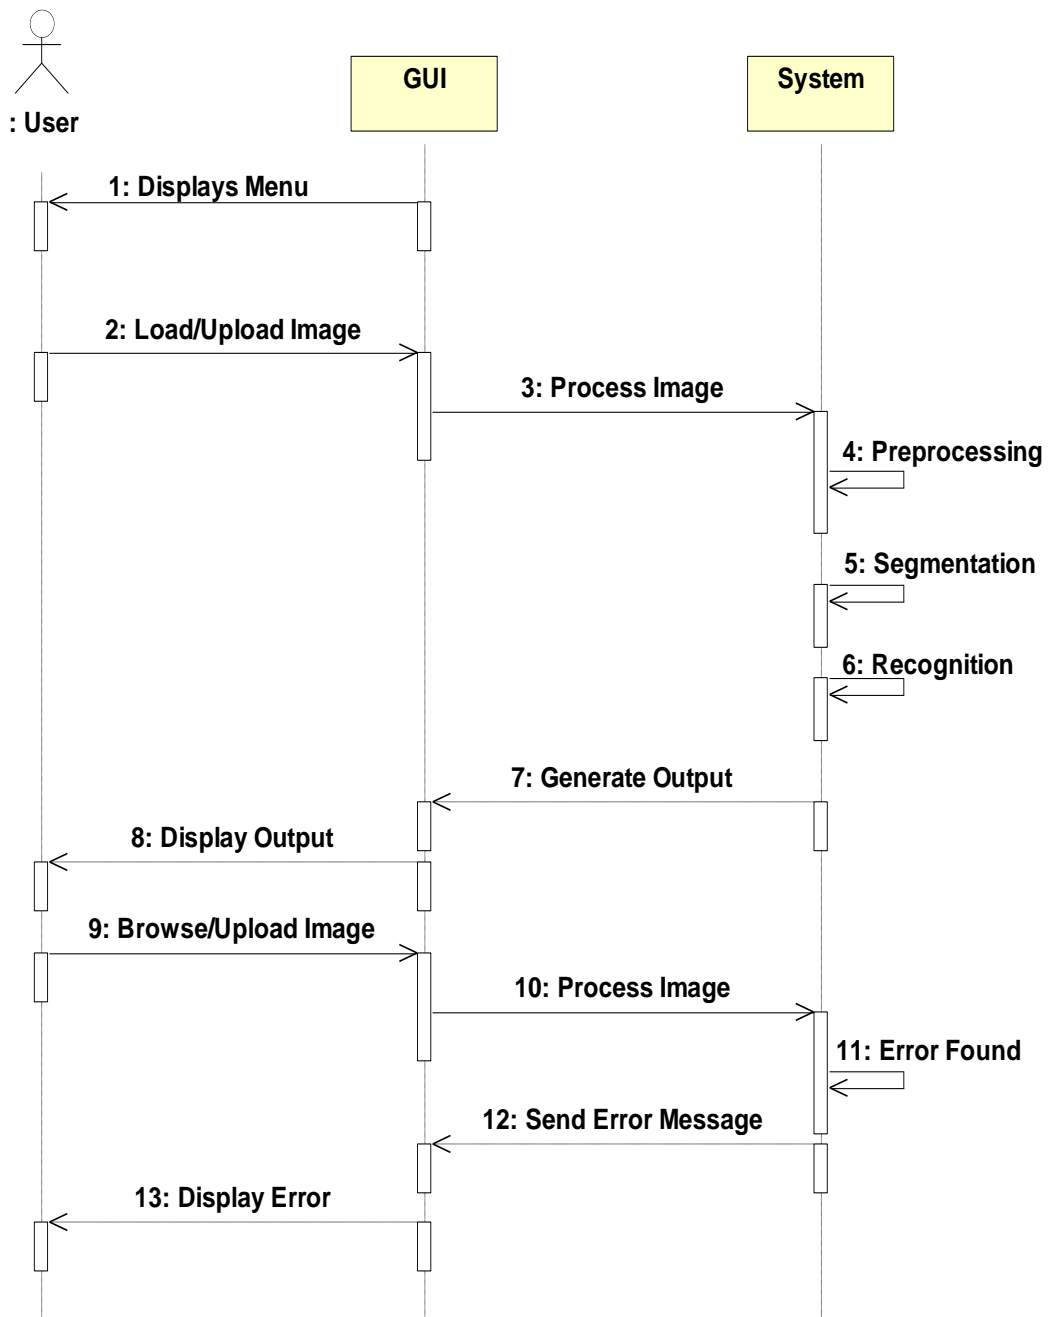 GUI
System
: User
1: Displays Menu
2: Load/Upload Image
3: Process Image
4: Preprocessing
5: Segmentation
6: Recognition
7: Generate Output
8: Display Output
9: Browse/Upload Image
10: Process Image
11: Error Found
12: Send Error Message
13: Display Error